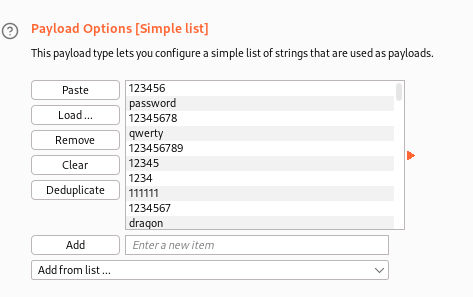 Payload Options [Simple list]
This payload type lets you configure a simple list of strings that are used as payloads.
Paste
Load ...
Remove
Clear
Deduplicate
123456
password
12345678
qwerty
123456789
12345
1234
111111
1234567
dragon
Add
Enter a new item
Add from list ...